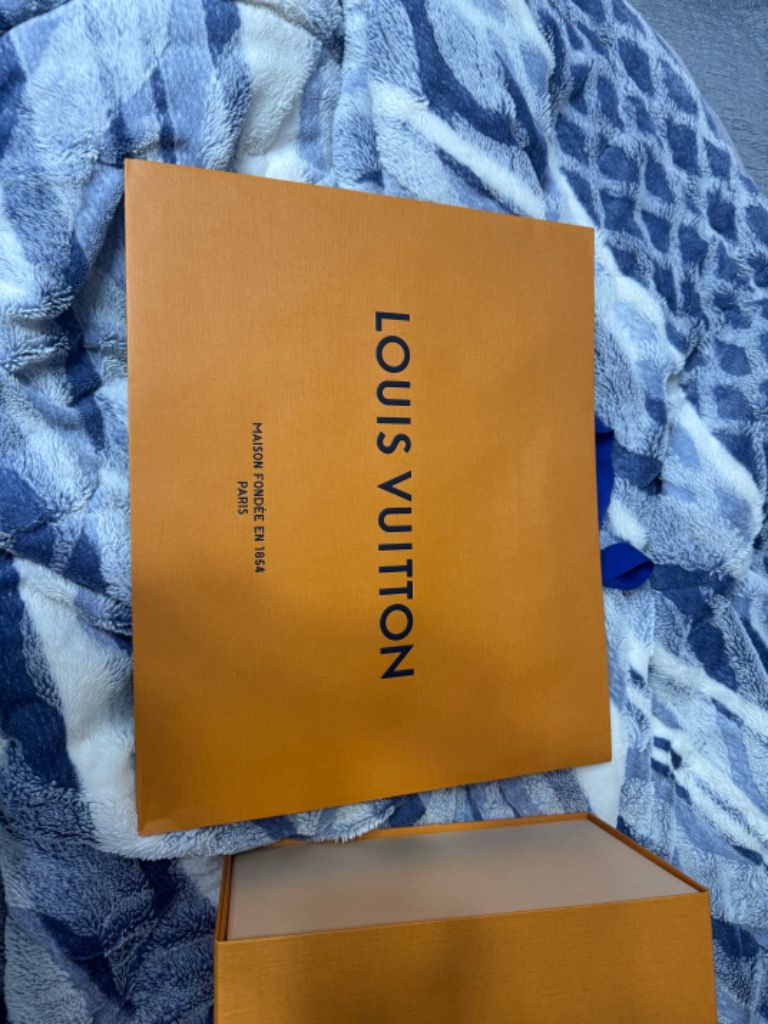 LOUIS VUITTON
MAISON FONDÉE EN 1854
PARIS